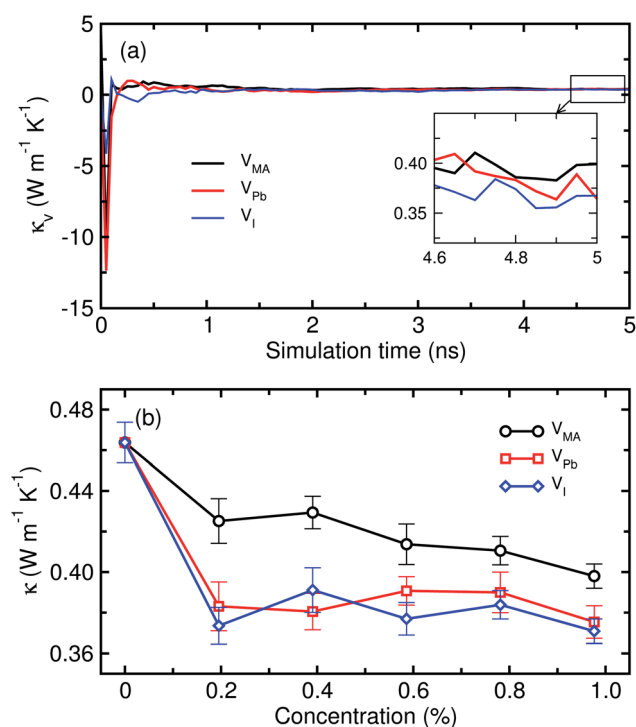 5
(a)
0
-5
-10
-15
κᵥ (W m⁻¹ K⁻¹)
V_MA
V_Pb
V_I
0.40
0.35
4.6 4.8 5
0 1 2 3 4 5
Simulation time (ns)
0.48
(b)
0.44
0.40
0.36
κ (W m⁻¹ K⁻¹)
V_MA
V_Pb
V_I
0 0.2 0.4 0.6 0.8 1.0
Concentration (%)